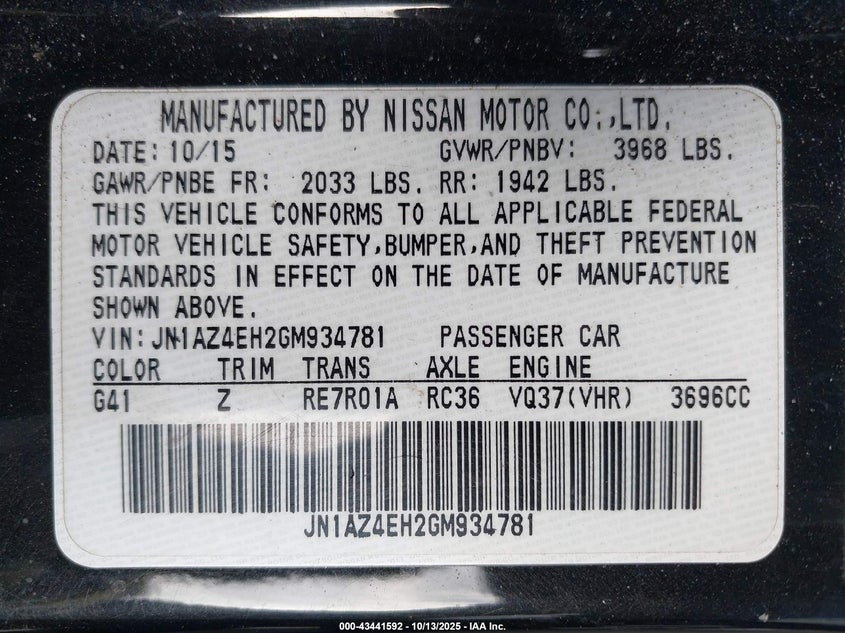 MANUFACTURED BY NISSAN MOTOR CO.,LTD.
DATE: 10/15 GVWR/PNBV: 3968 LBS.
GAWR/PNBE FR: 2033 LBS. RR: 1942 LBS.
THIS VEHICLE CONFORMS TO ALL APPLICABLE FEDERAL
MOTOR VEHICLE SAFETY,BUMPER,AND THEFT PREVENTION
STANDARDS IN EFFECT ON THE DATE OF MANUFACTURE
SHOWN ABOVE.
VIN:JN1AZ4EH2GM934781 PASSENGER CAR
COLOR TRIM TRANS AXLE ENGINE
G41 Z RE7R01A RC36 VQ37(VHR) 3696CC
JN1AZ4EH2GM934781
000-43441592 - 10/13/2025 - IAA Inc.